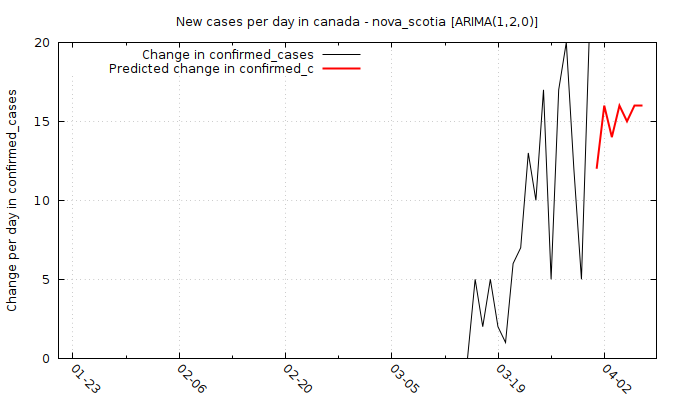 New cases per day in canada - nova_scotia [ARIMA(1,2,0)]
Change in confirmed_cases
Predicted change in confirmed_c
Change per day in confirmed_cases
20
15
10
5
0
01-23
02-06
02-20
03-05
03-19
04-02